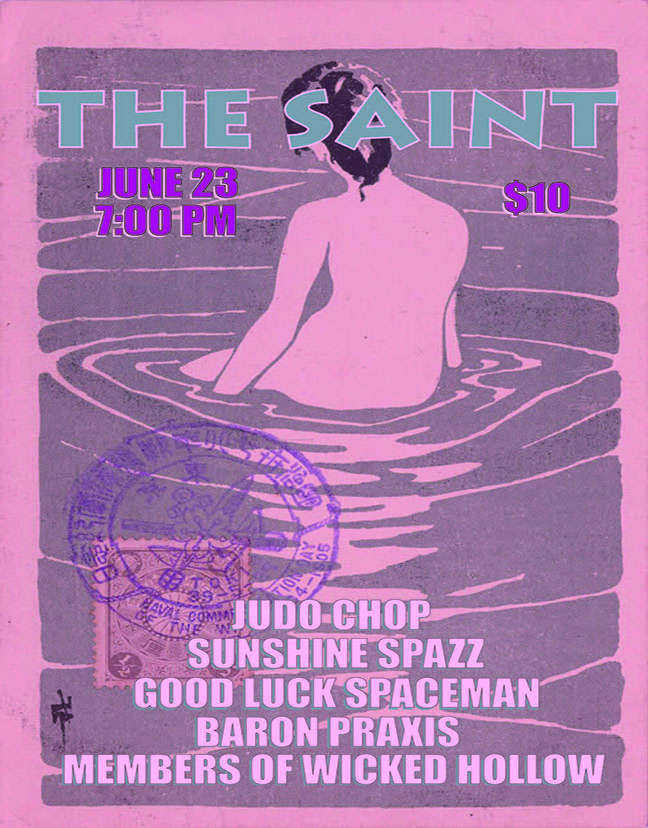 THE SAINT
JUNE 23
7:00 PM
$10
JUDO CHOP
SUNSHINE SPAZZ
GOOD LUCK SPACEMAN
BARON PRAXIS
MEMBERS OF WICKED HOLLOW